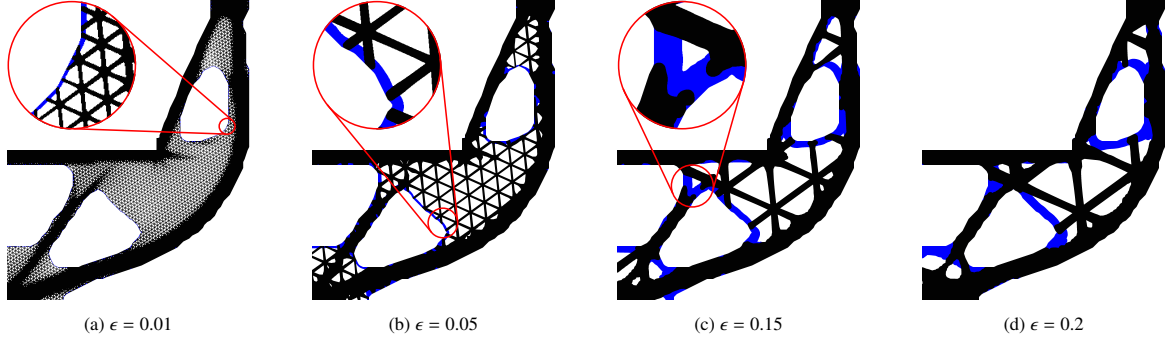 (a) ϵ = 0.01
(b) ϵ = 0.05
(c) ϵ = 0.15
(d) ϵ = 0.2